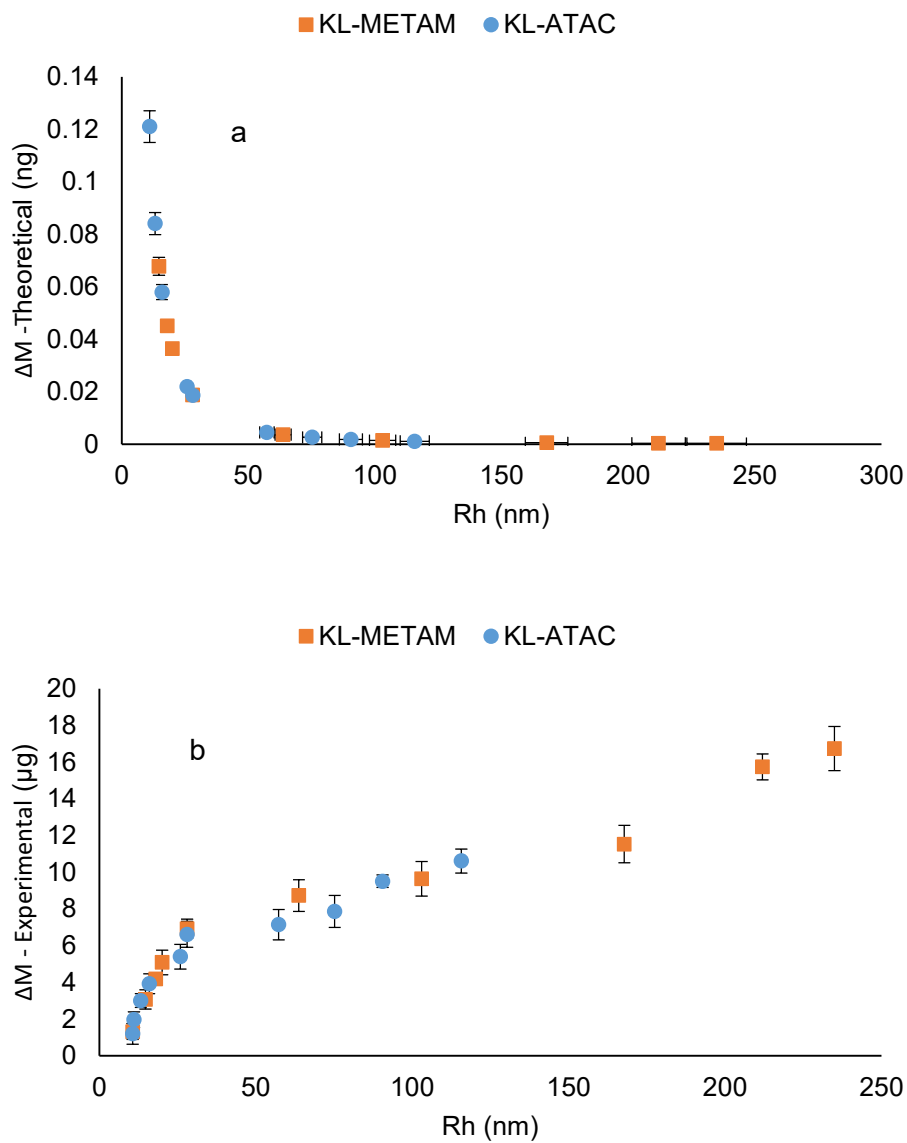 KL-METAM KL-ATAC
0.14
0.12
0.1
0.08
0.06
0.04
0.02
0
a
ΔM -Theoretical (ng)
0 50 100 150 200 250 300
Rh (nm)
KL-METAM KL-ATAC
20
18
16
14
12
10
8
6
4
2
0
b
ΔM - Experimental (µg)
0 50 100 150 200 250
Rh (nm)